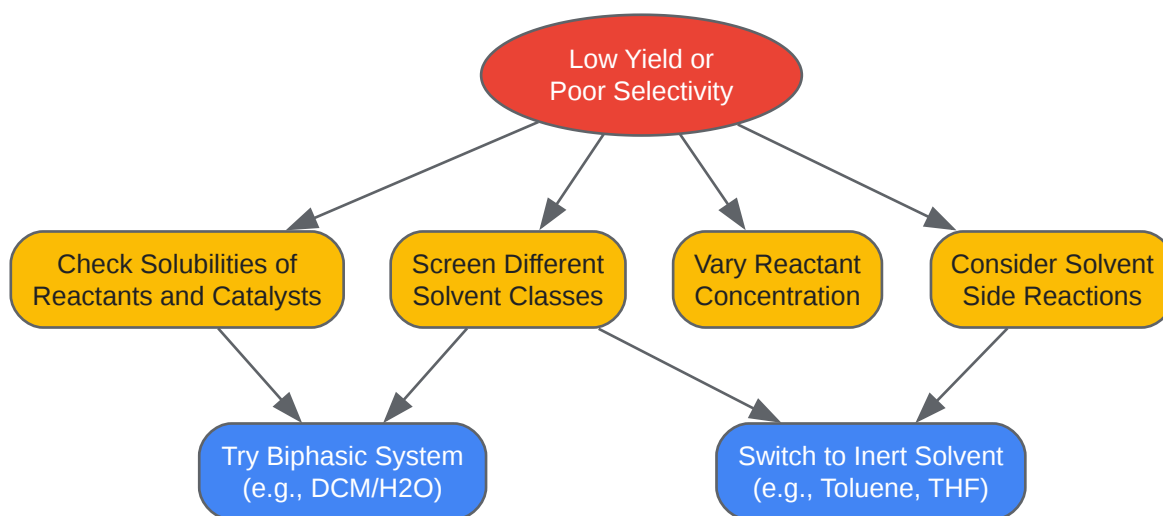 Low Yield or
Poor Selectivity
Check Solubilities of
Reactants and Catalysts
Screen Different
Solvent Classes
Vary Reactant
Concentration
Consider Solvent
Side Reactions
Try Biphasic System
(e.g., DCM/H2O)
Switch to Inert Solvent
(e.g., Toluene, THF)